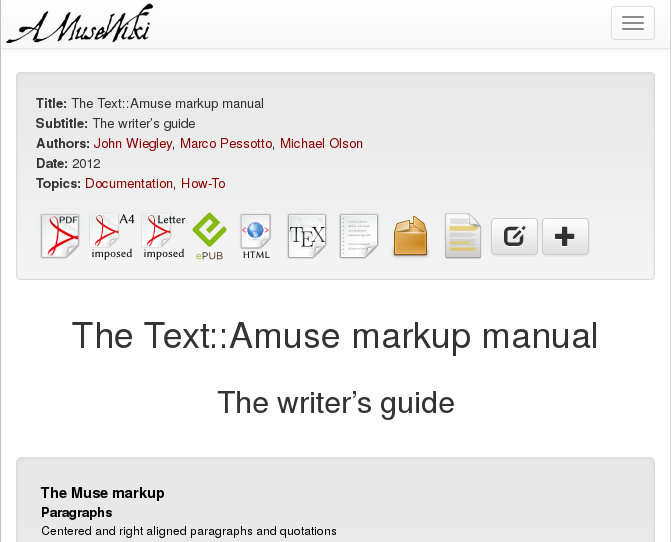 AMuseWiki
Title: The Text::Amuse markup manual
Subtitle: The writer's guide
Authors: John Wiegley, Marco Pessotto, Michael Olson
Date: 2012
Topics: Documentation, How-To
PDF
A4
imposed
Letter
imposed
ePUB
HTML
TEX
The Text::Amuse markup manual
The writer's guide
The Muse markup
Paragraphs
Centered and right aligned paragraphs and quotations